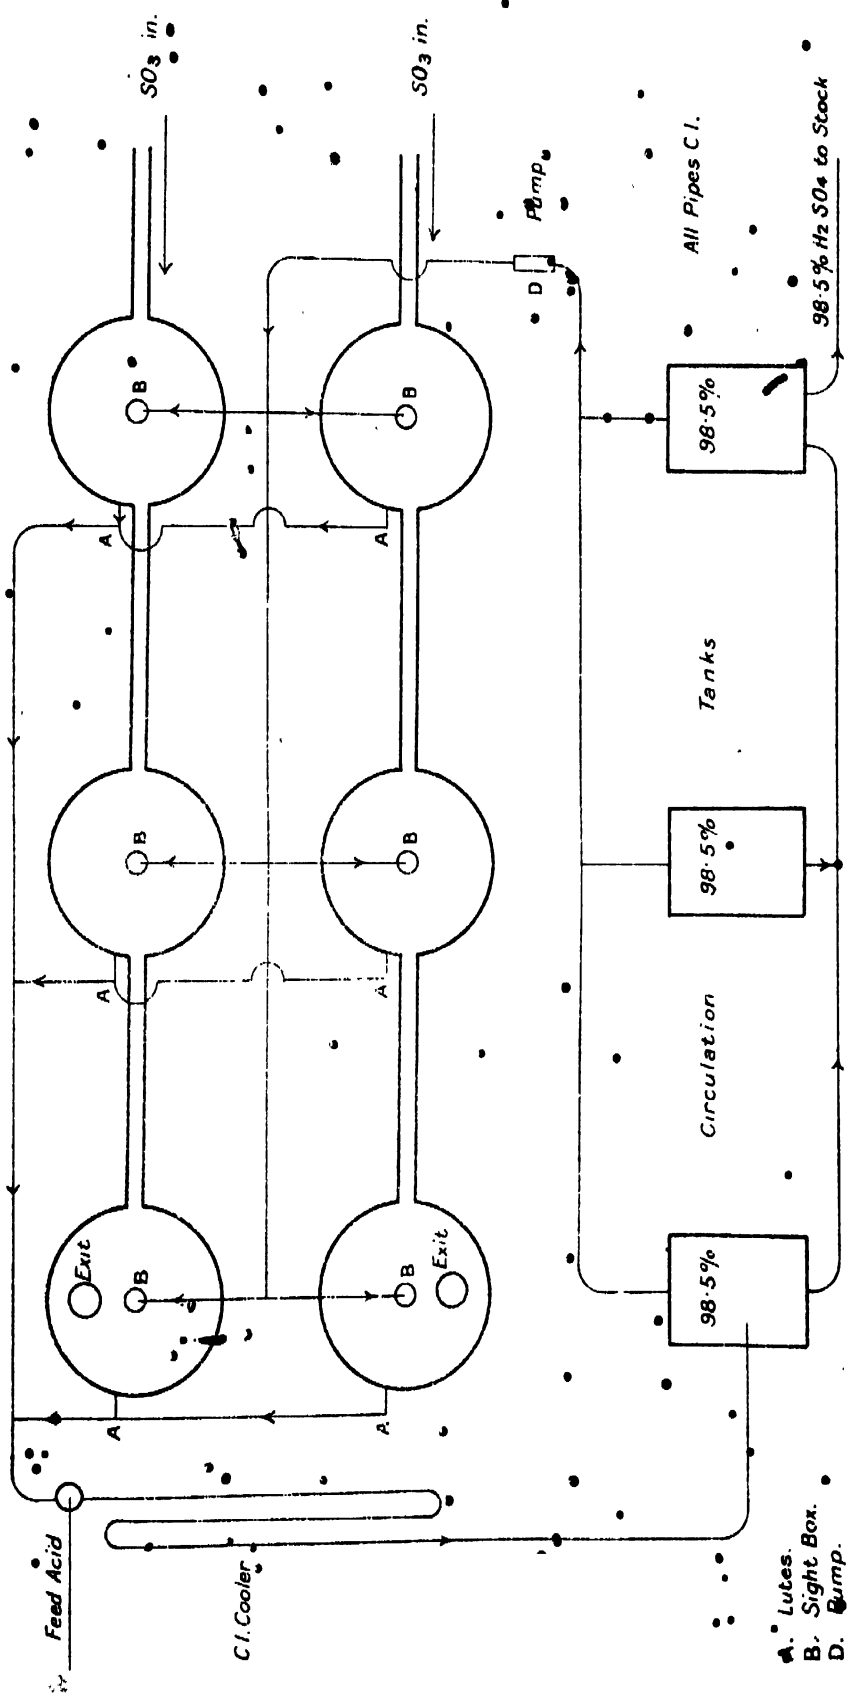 Feed Acid
Exit
A
A
A
B
B
B
SO3 in.
C I. Cooler
A
A
A
B
B
B
SO3 in.
Exit
D Pump.
98·5%
Circulation
98·5%
Tanks
98·5%
All Pipes C I.
A. Lutes.
B. Sight Box.
D. Pump.
98·5% H2 SO4 to Stock